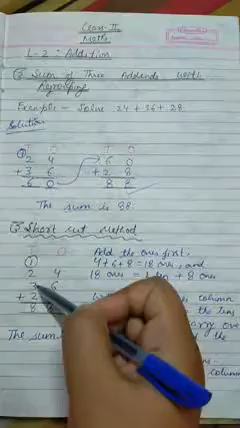 Class-II
Maths
L-2 : Addition
Sum of Three Addends with
Regrouping
Example - Solve 24 + 36 + 28
Solution
T O T O
① 2 4 6 0
+ 3 6 + 2 8
6 0 8 8
The sum is 88.
Short cut method
T O Add the ones first,
① 4 + 6 + 8 = 18 ones, and
2 4 18 ones = 1 ten + 8 ones
3 6
+ 2 column
8 the tens
carry over
The sum the
column